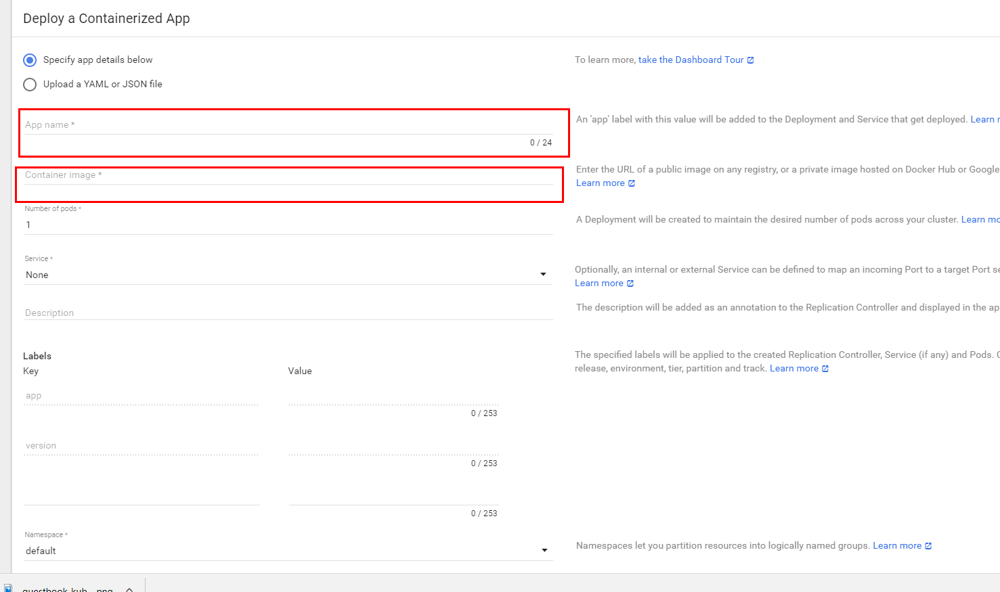 Deploy a Containerized App
Specify app details below
To learn more, take the Dashboard Tour
Upload a YAML or JSON file
App name *
0 / 24
An 'app' label with this value will be added to the Deployment and Service that get deployed. Learn
Container image *
Enter the URL of a public image on any registry, or a private image hosted on Docker Hub or Google
Learn more
Number of pods *
1
A Deployment will be created to maintain the desired number of pods across your cluster. Learn
Service *
None
Optionally, an internal or external Service can be defined to map an incoming Port to a target Port
Learn more
Description
The description will be added as an annotation to the Replication Controller and displayed in the
Labels
Key
Value
The specified labels will be applied to the created Replication Controller, Service (if any) and Pods.
release, environment, tier, partition and track. Learn more
app
0 / 253
version
0 / 253
0 / 253
Namespace *
default
Namespaces let you partition resources into logically named groups. Learn more